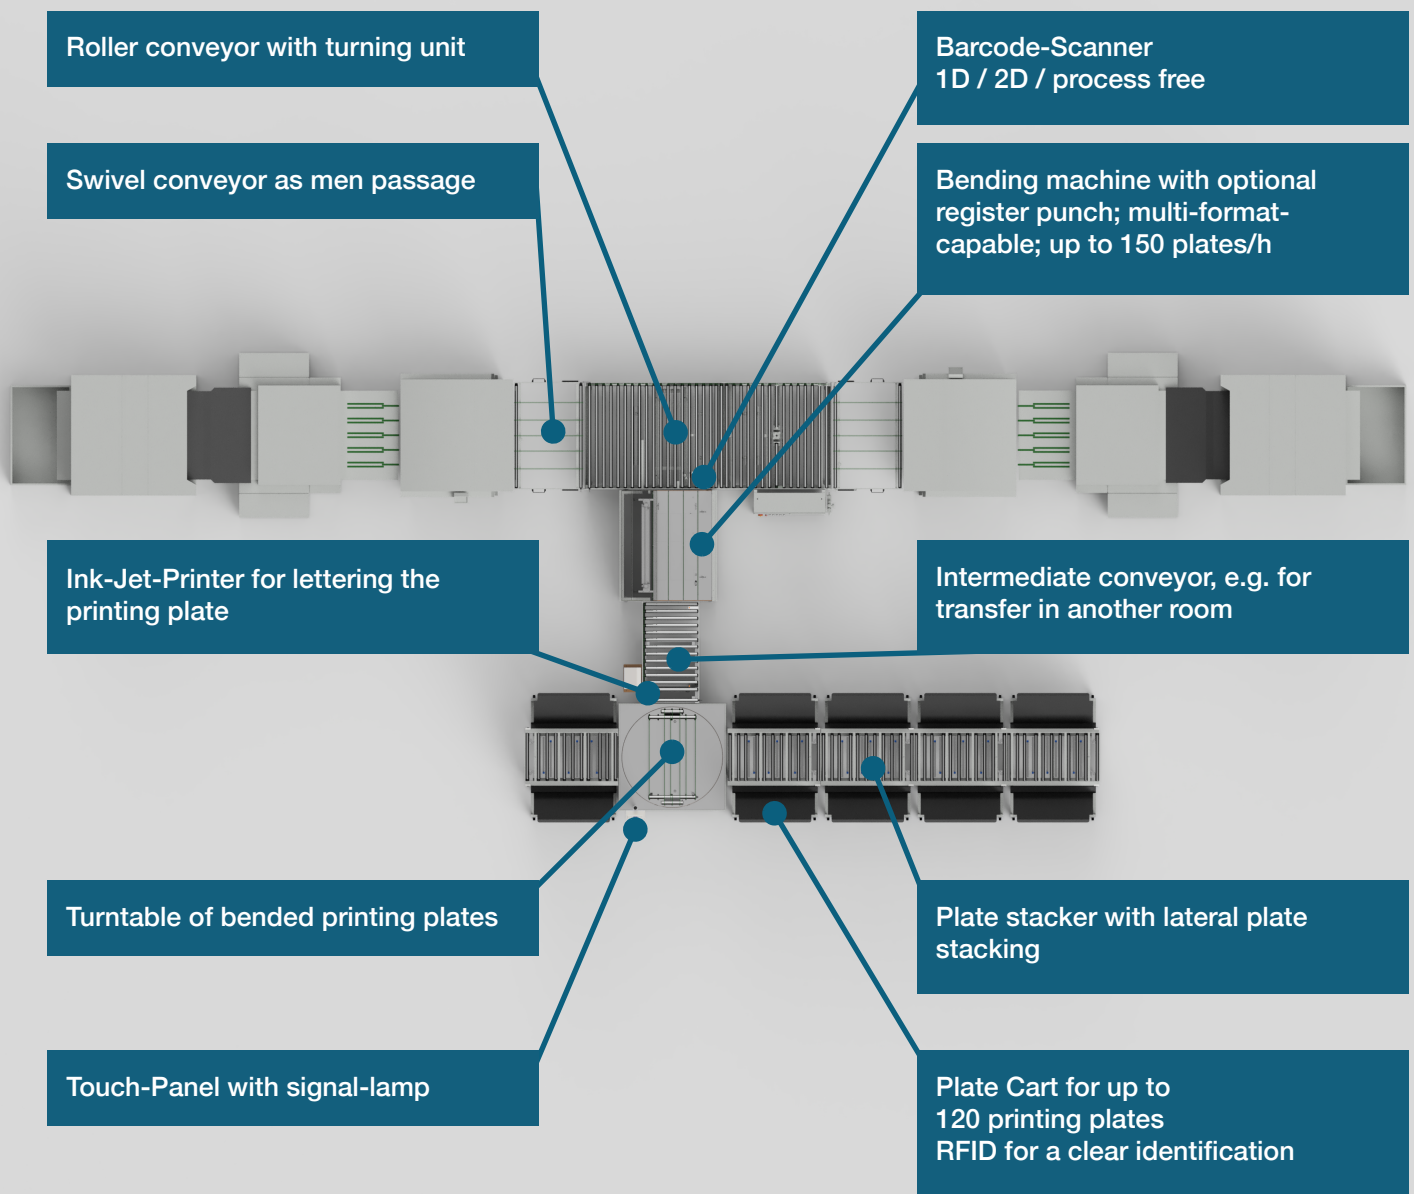 Roller conveyor with turning unit
Swivel conveyor as men passage
Barcode-Scanner
1D / 2D / process free
Bending machine with optional
register punch; multi-format-
capable; up to 150 plates/h
Ink-Jet-Printer for lettering the
printing plate
Intermediate conveyor, e.g. for
transfer in another room
Turntable of bended printing plates
Plate stacker with lateral plate
stacking
Touch-Panel with signal-lamp
Plate Cart for up to
120 printing plates
RFID for a clear identification